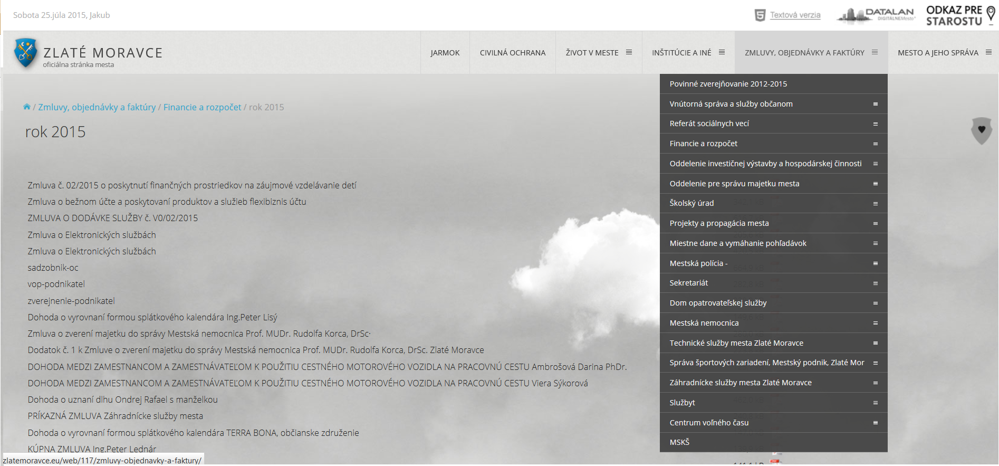 Sobota 25.júla 2015, Jakub
Textová verzia
DATALAN
DIGITÁLNEMesto
ODKAZ PRE
STAROSTU
ZLATÉ MORAVCE
oficiálna stránka mesta
JARMOK
CIVILNÁ OCHRANA
ŽIVOT V MESTE
INŠTITÚCIE A INÉ
ZMLUVY, OBJEDNÁVKY A FAKTÚRY
MESTO A JEHO SPRÁVA
/ Zmluvy, objednávky a faktúry / Financie a rozpočet / rok 2015
rok 2015
Zmluva č. 02/2015 o poskytnutí finančných prostriedkov na záujmové vzdelávanie detí
Zmluva o bežnom účte a poskytovaní produktov a služieb flexibiznis účtu
ZMLUVA O DODÁVKE SLUŽBY č. V0/02/2015
Zmluva o Elektronických službách
Zmluva o Elektronických službách
sadzobnik-oc
vop-podnikatel
zverejnenie-podnikatel
Dohoda o vyrovnaní formou splátkového kalendára Ing.Peter Lisý
Zmluva o zverení majetku do správy Mestská nemocnica Prof. MUDr. Rudolfa Korca, DrSc·
Dodatok č. 1 k Zmluve o zverení majetku do správy Mestská nemocnica Prof. MUDr. Rudolfa Korca, DrSc. Zlaté Moravce
DOHODA MEDZI ZAMESTNANCOM A ZAMESTNÁVATEĽOM K POUŽITIU CESTNÉHO MOTOROVÉHO VOZIDLA NA PRACOVNÚ CESTU Ambrošová Darina PhDr.
DOHODA MEDZI ZAMESTNANCOM A ZAMESTNÁVATEĽOM K POUŽITIU CESTNÉHO MOTOROVÉHO VOZIDLA NA PRACOVNÚ CESTU Viera Sýkorová
Dohoda o uznaní dlhu Ondrej Rafael s manželkou
PRÍKAZNÁ ZMLUVA Záhradnícke služby mesta
Dohoda o vyrovnaní formou splátkového kalendára TERRA BONA, občianske združenie
KÚPNA ZMLUVA Ing.Peter Lednár
Povinné zverejňovanie 2012-2015
Vnútorná správa a služby občanom
Referát sociálnych vecí
Financie a rozpočet
Oddelenie investičnej výstavby a hospodárskej činnosti
Oddelenie pre správu majetku mesta
Školský úrad
Projekty a propagácia mesta
Miestne dane a vymáhanie pohľadávok
Mestská polícia -
Sekretariát
Dom opatrovateľskej služby
Mestská nemocnica
Technické služby mesta Zlaté Moravce
Správa športových zariadení, Mestský podnik, Zlaté Mor
Záhradnícke služby mesta Zlaté Moravce
Službyt
Centrum voľného času
MSKŠ
zlatemoravce.eu/web/117/zmluvy-objednavky-a-faktury/